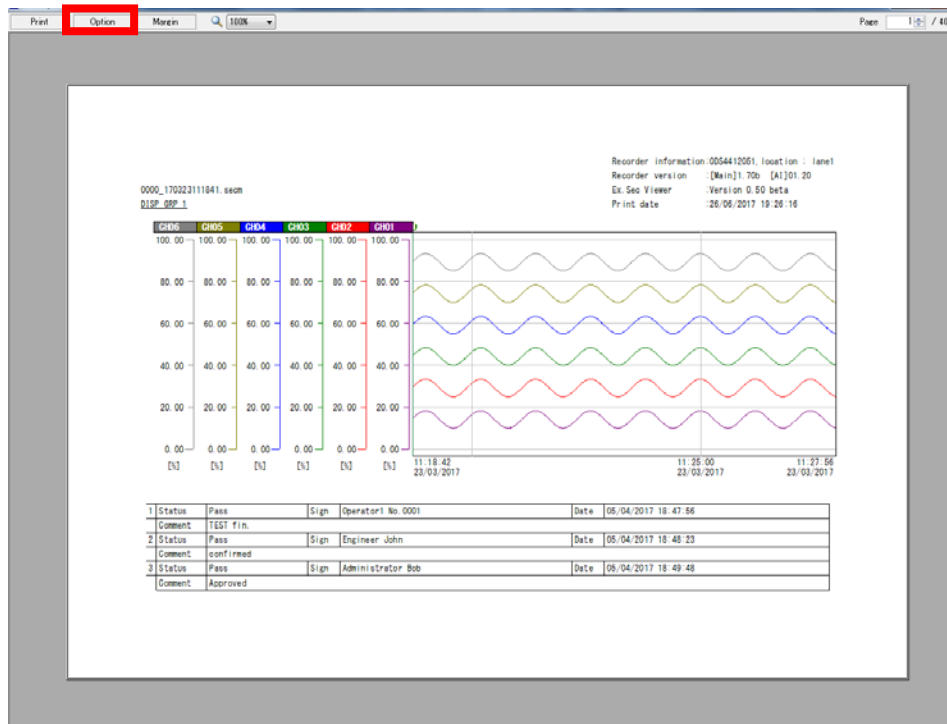 Print Option Margin 100% Page 1 / 40
Recorder information :ODS4412051, location : lane1
Recorder version :[Main]1.70b [AI]01.20
0000_170323111841.secm Ex.Seo Viewer :Version 0.50 beta
DISP GRP 1 Print date :26/06/2017 19:26:16
CH06 CH05 CH04 CH03 CH02 CH01
100.00 100.00 100.00 100.00 100.00 100.00
80.00 80.00 80.00 80.00 80.00 80.00
60.00 60.00 60.00 60.00 60.00 60.00
40.00 40.00 40.00 40.00 40.00 40.00
20.00 20.00 20.00 20.00 20.00 20.00
0.00 0.00 0.00 0.00 0.00 0.00
[%] [%] [%] [%] [%] [%]
11:18:42 11:25:00 11:27:56
23/03/2017 23/03/2017 23/03/2017
1 Status Pass Sign Operator1 No.0001 Date 05/04/2017 18:47:56
Comment TEST fin.
2 Status Pass Sign Engineer John Date 05/04/2017 18:48:23
Comment confirmed
3 Status Pass Sign Administrator Bob Date 05/04/2017 18:49:48
Comment Approved